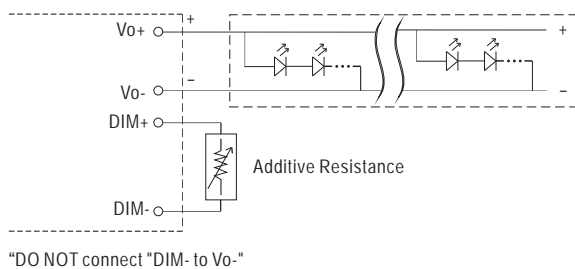 Vo+
+
+
−
−
Vo-
DIM+
Additive Resistance
DIM-
“DO NOT connect "DIM- to Vo-"